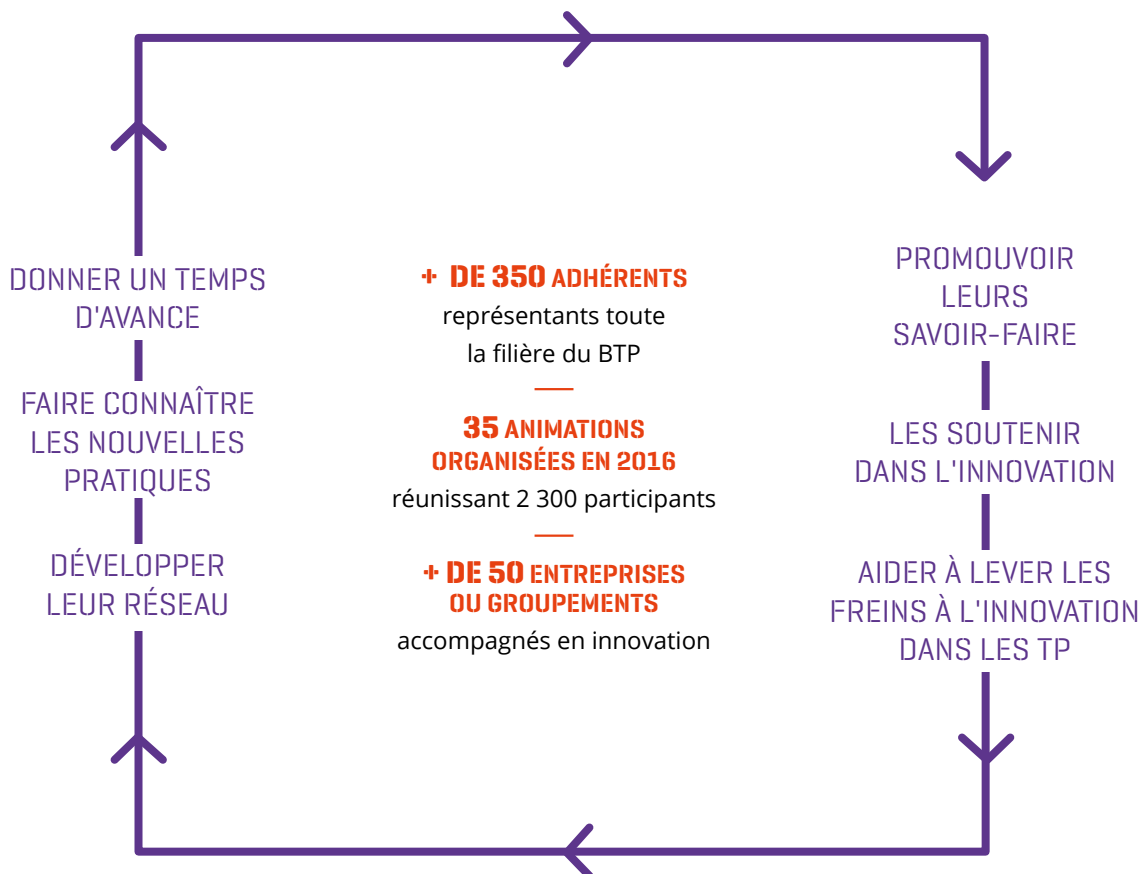 DONNER UN TEMPS
D'AVANCE
FAIRE CONNAÎTRE
LES NOUVELLES
PRATIQUES
DÉVELOPPER
LEUR RÉSEAU
+ DE 350 ADHÉRENTS
représentants toute
la filière du BTP
35 ANIMATIONS
ORGANISÉES EN 2016
réunissant 2 300 participants
+ DE 50 ENTREPRISES
OU GROUPEMENTS
accompagnés en innovation
PROMOUVOIR
LEURS
SAVOIR-FAIRE
LES SOUTENIR
DANS L'INNOVATION
AIDER À LEVER LES
FREINS À L'INNOVATION
DANS LES TP